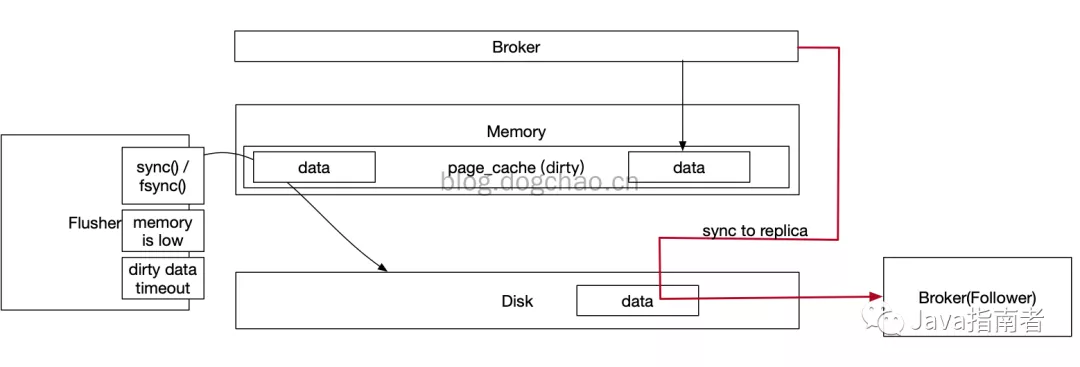 Broker
Memory
data
page_cache (dirty)
data
blog.dogchao.cn
sync() /
fsync()
Flusher
memory
is low
dirty data
timeout
sync to replica
Disk
data
Broker(Follower)
Java指南者